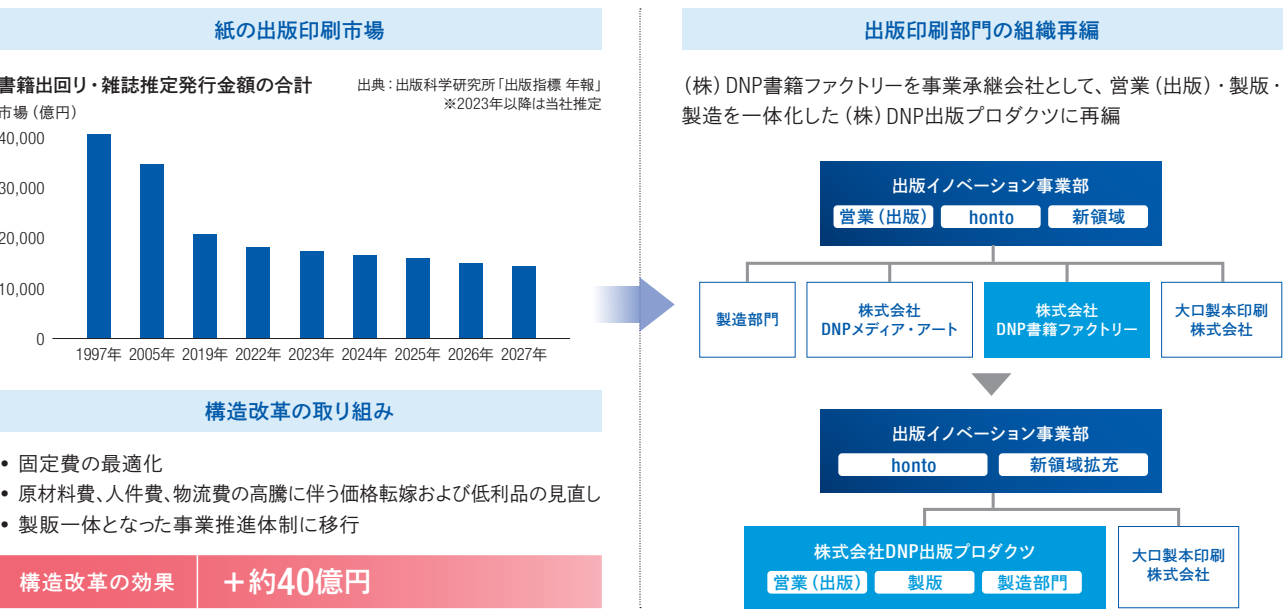 紙の出版印刷市場
書籍出回り・雑誌推定発行金額の合計
出典：出版科学研究所「出版指標 年報」
※2023年以降は当社推定
市場（億円）
40,000
30,000
20,000
10,000
0
1997年 2005年 2019年 2022年 2023年 2024年 2025年 2026年 2027年
構造改革の取り組み
• 固定費の最適化
• 原材料費、人件費、物流費の高騰に伴う価格転嫁および低利品の見直し
• 製販一体となった事業推進体制に移行
構造改革の効果 ＋約40億円
出版印刷部門の組織再編
（株）DNP書籍ファクトリーを事業承継会社として、営業（出版）・製版・
製造を一体化した（株）DNP出版プロダクツに再編
出版イノベーション事業部
営業（出版） honto 新領域
製造部門
株式会社
DNPメディア・アート
株式会社
DNP書籍ファクトリー
大口製本印刷
株式会社
出版イノベーション事業部
honto 新領域拡充
株式会社DNP出版プロダクツ
営業（出版） 製版 製造部門
大口製本印刷
株式会社